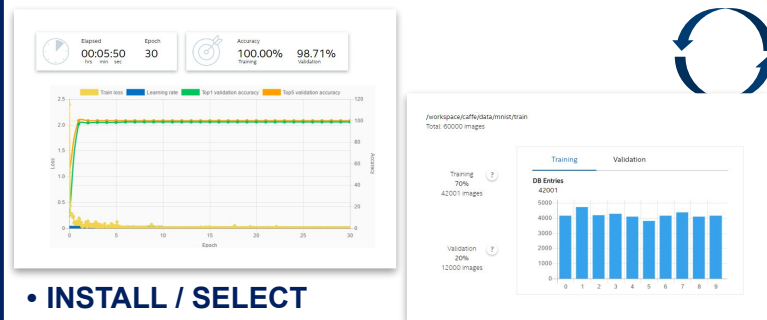 Elapsed Epoch
00:05:50 30
hrs min sec
Accuracy
100.00% 98.71%
Training Validation
Train loss Learning rate Top1 validation accuracy Top5 validation accuracy
2.5 120
2.0 100
80
1.5
Loss 60 Accuracy
1.0
40
0.5 20
0 0
0 5 10 15 20 25 30
Epoch
• INSTALL / SELECT
/workspace/caffe/data/mnist/train
Total: 60000 images
Training ?
70%
42001 images
Validation ?
20%
12000 images
Training Validation
DB Entries
42001
5000
4000
3000
2000
1000
0
0 1 2 3 4 5 6 7 8 9